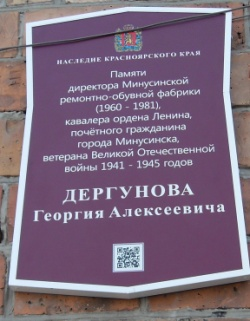 НАСЛЕДИЕ КРАСНОЯРСКОГО КРАЯ
Памяти
директора Минусинской
ремонтно-обувной фабрики
(1960 - 1981),
кавалера ордена Ленина,
почётного гражданина
города Минусинска,
ветерана Великой Отечественной
войны 1941 - 1945 годов
ДЕРГУНОВА
Георгия Алексеевича